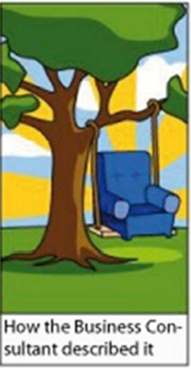 How the Business Con-
sultant described it